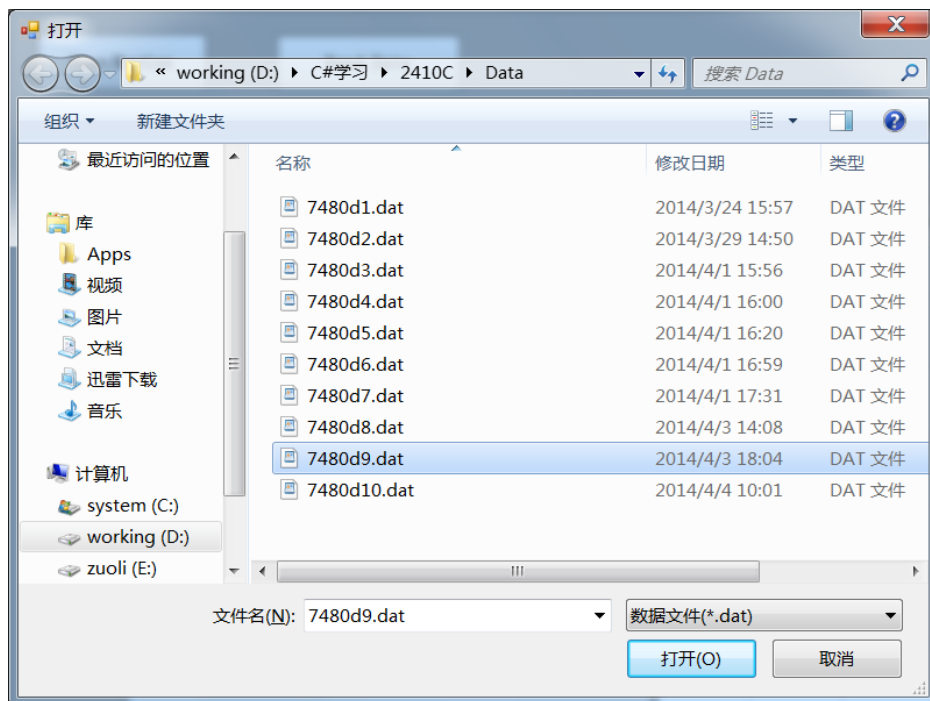 打开
« working (D:) ▸ C#学习 ▸ 2410C ▸ Data
搜索 Data
组织 新建文件夹
最近访问的位置
库
Apps
视频
图片
文档
迅雷下载
音乐
计算机
system (C:)
working (D:)
zuoli (E:)
名称 修改日期 类型
7480d1.dat 2014/3/24 15:57 DAT 文件
7480d2.dat 2014/3/29 14:50 DAT 文件
7480d3.dat 2014/4/1 15:56 DAT 文件
7480d4.dat 2014/4/1 16:00 DAT 文件
7480d5.dat 2014/4/1 16:20 DAT 文件
7480d6.dat 2014/4/1 16:59 DAT 文件
7480d7.dat 2014/4/1 17:31 DAT 文件
7480d8.dat 2014/4/3 14:08 DAT 文件
7480d9.dat 2014/4/3 18:04 DAT 文件
7480d10.dat 2014/4/4 10:01 DAT 文件
文件名(N): 7480d9.dat 数据文件(*.dat)
打开(O) 取消